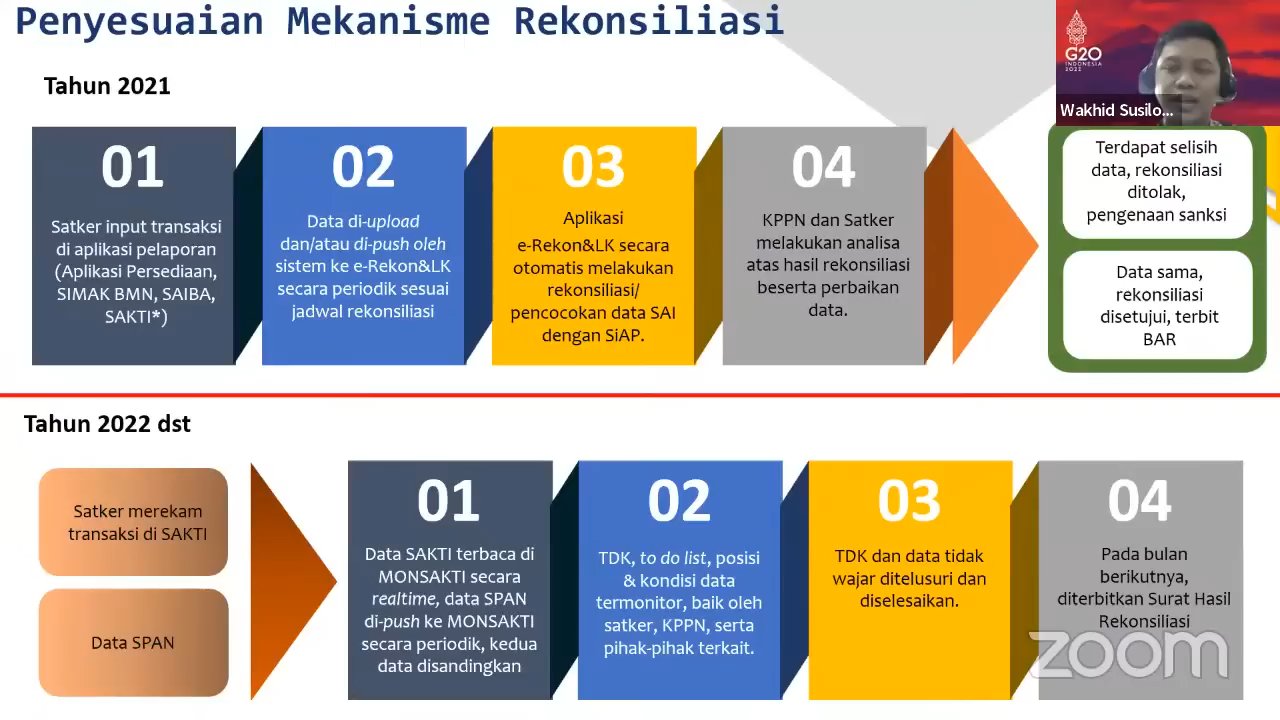 Penyesuaian Mekanisme Rekonsiliasi
G20
INDONESIA
2022
Wakhid Susilo...
Tahun 2021
01
Satker input transaksi
di aplikasi pelaporan
(Aplikasi Persediaan,
SIMAK BMN, SAIBA,
SAKTI*)
02
Data di-upload
dan/atau di-push oleh
sistem ke e-Rekon&LK
secara periodik sesuai
jadwal rekonsiliasi
03
Aplikasi
e-Rekon&LK secara
otomatis melakukan
rekonsiliasi/
pencocokan data SAI
dengan SiAP.
04
KPPN dan Satker
melakukan analisa
atas hasil rekonsiliasi
beserta perbaikan
data.
Terdapat selisih
data, rekonsiliasi
ditolak,
pengenaan sanksi
Data sama,
rekonsiliasi
disetujui, terbit
BAR
Tahun 2022 dst
Satker merekam
transaksi di SAKTI
Data SPAN
01
Data SAKTI terbaca di
MONSAKTI secara
realtime, data SPAN
di-push ke MONSAKTI
secara periodik, kedua
data disandingkan
02
TDK, to do list, posisi
& kondisi data
termonitor, baik oleh
satker, KPPN, serta
pihak-pihak terkait.
03
TDK dan data tidak
wajar ditelusuri dan
diselesaikan.
04
Pada bulan
berikutnya,
diterbitkan Surat Hasil
Rekonsiliasi
zoom